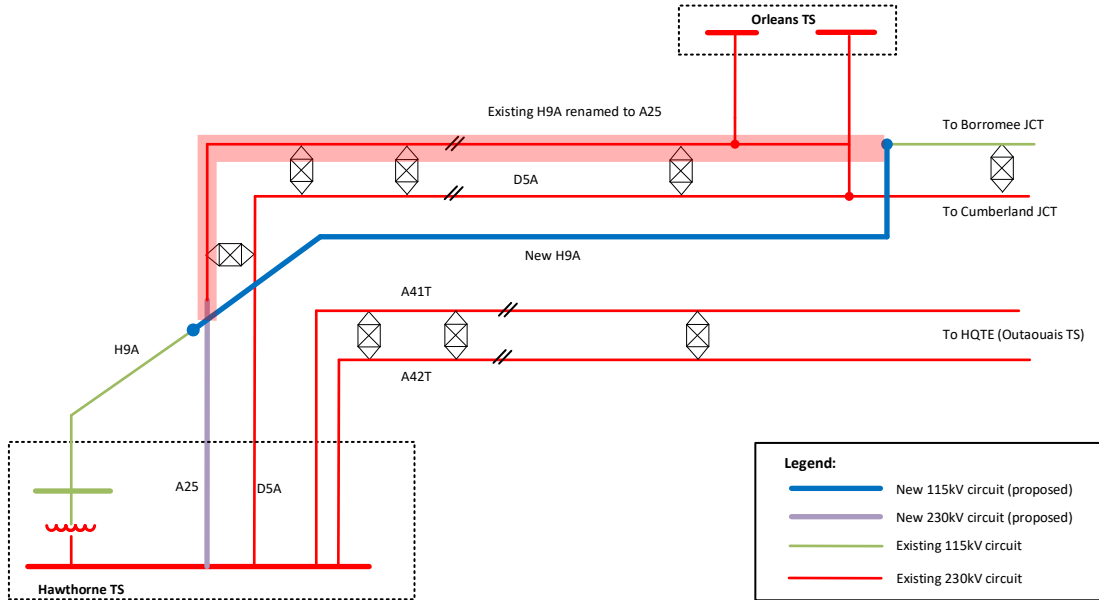 Orleans TS
Existing H9A renamed to A25
To Borromee JCT
D5A
To Cumberland JCT
New H9A
A41T
To HQTE (Outaouais TS)
H9A
A42T
A25
D5A
Hawthorne TS
Legend:
New 115kV circuit (proposed)
New 230kV circuit (proposed)
Existing 115kV circuit
Existing 230kV circuit